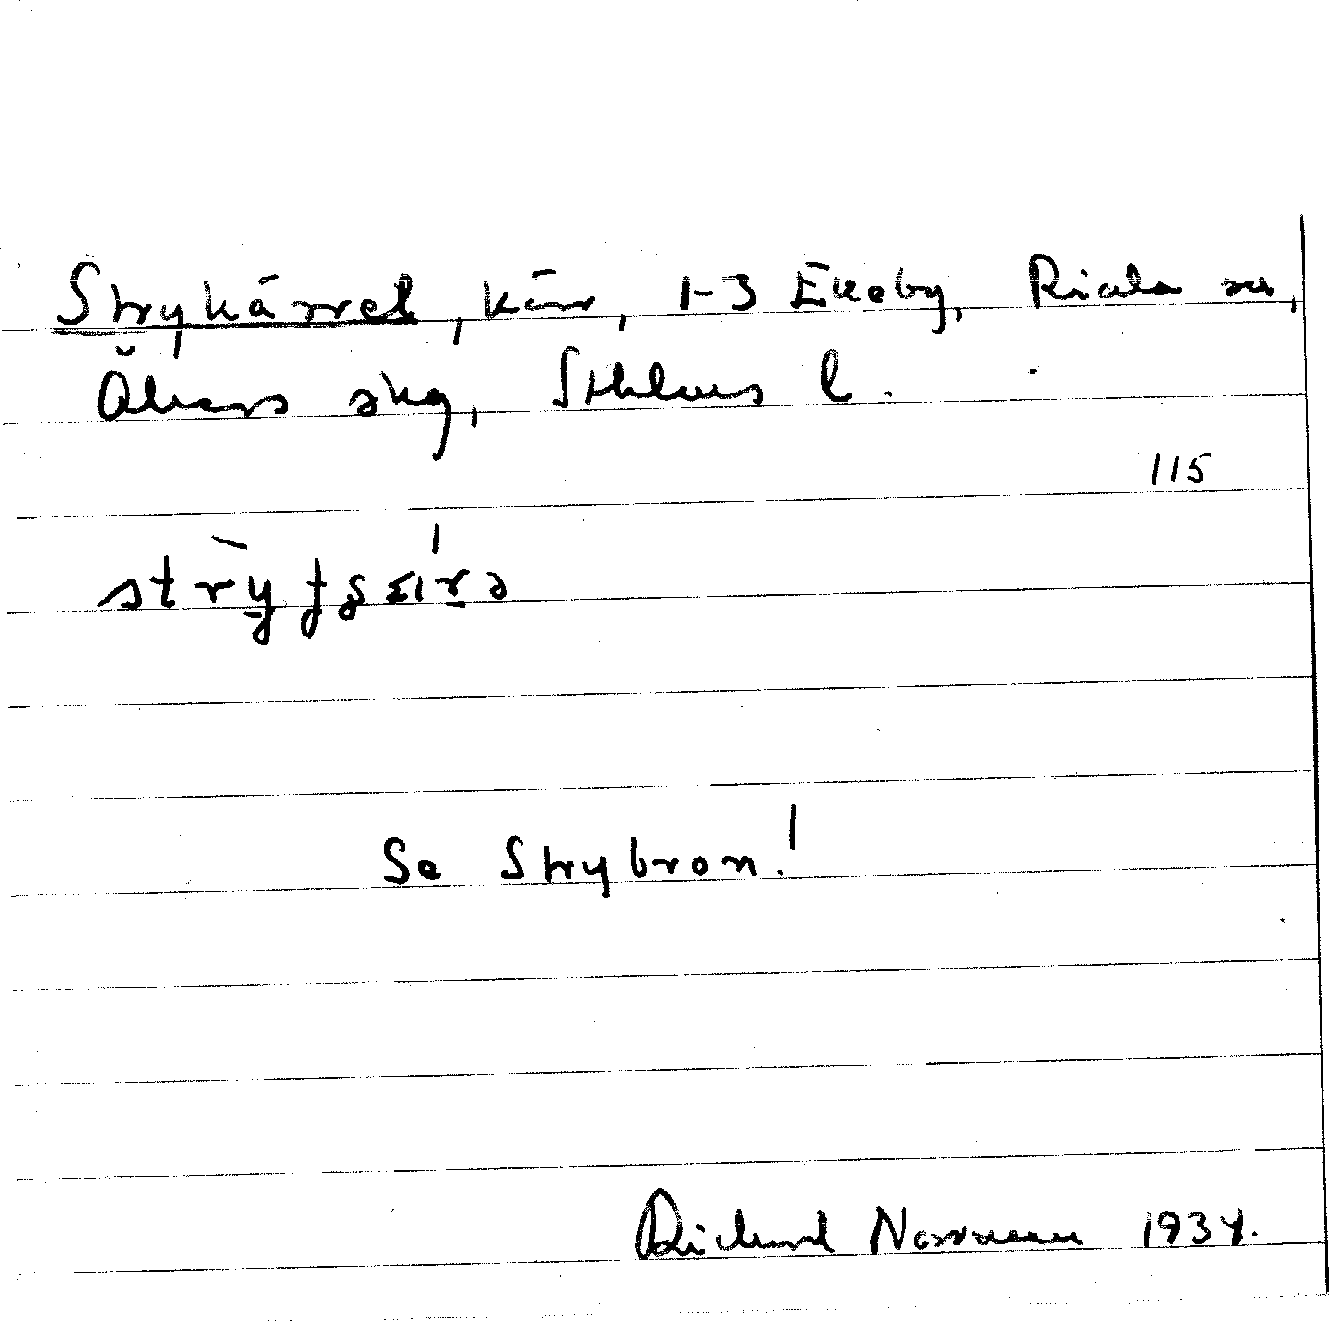 Strykärret, kärr, 1-3 Ekeby, Riala sn,
Åkers skg, Sthlms l.
115
Se Strybron!
Richard Norrman 1934.